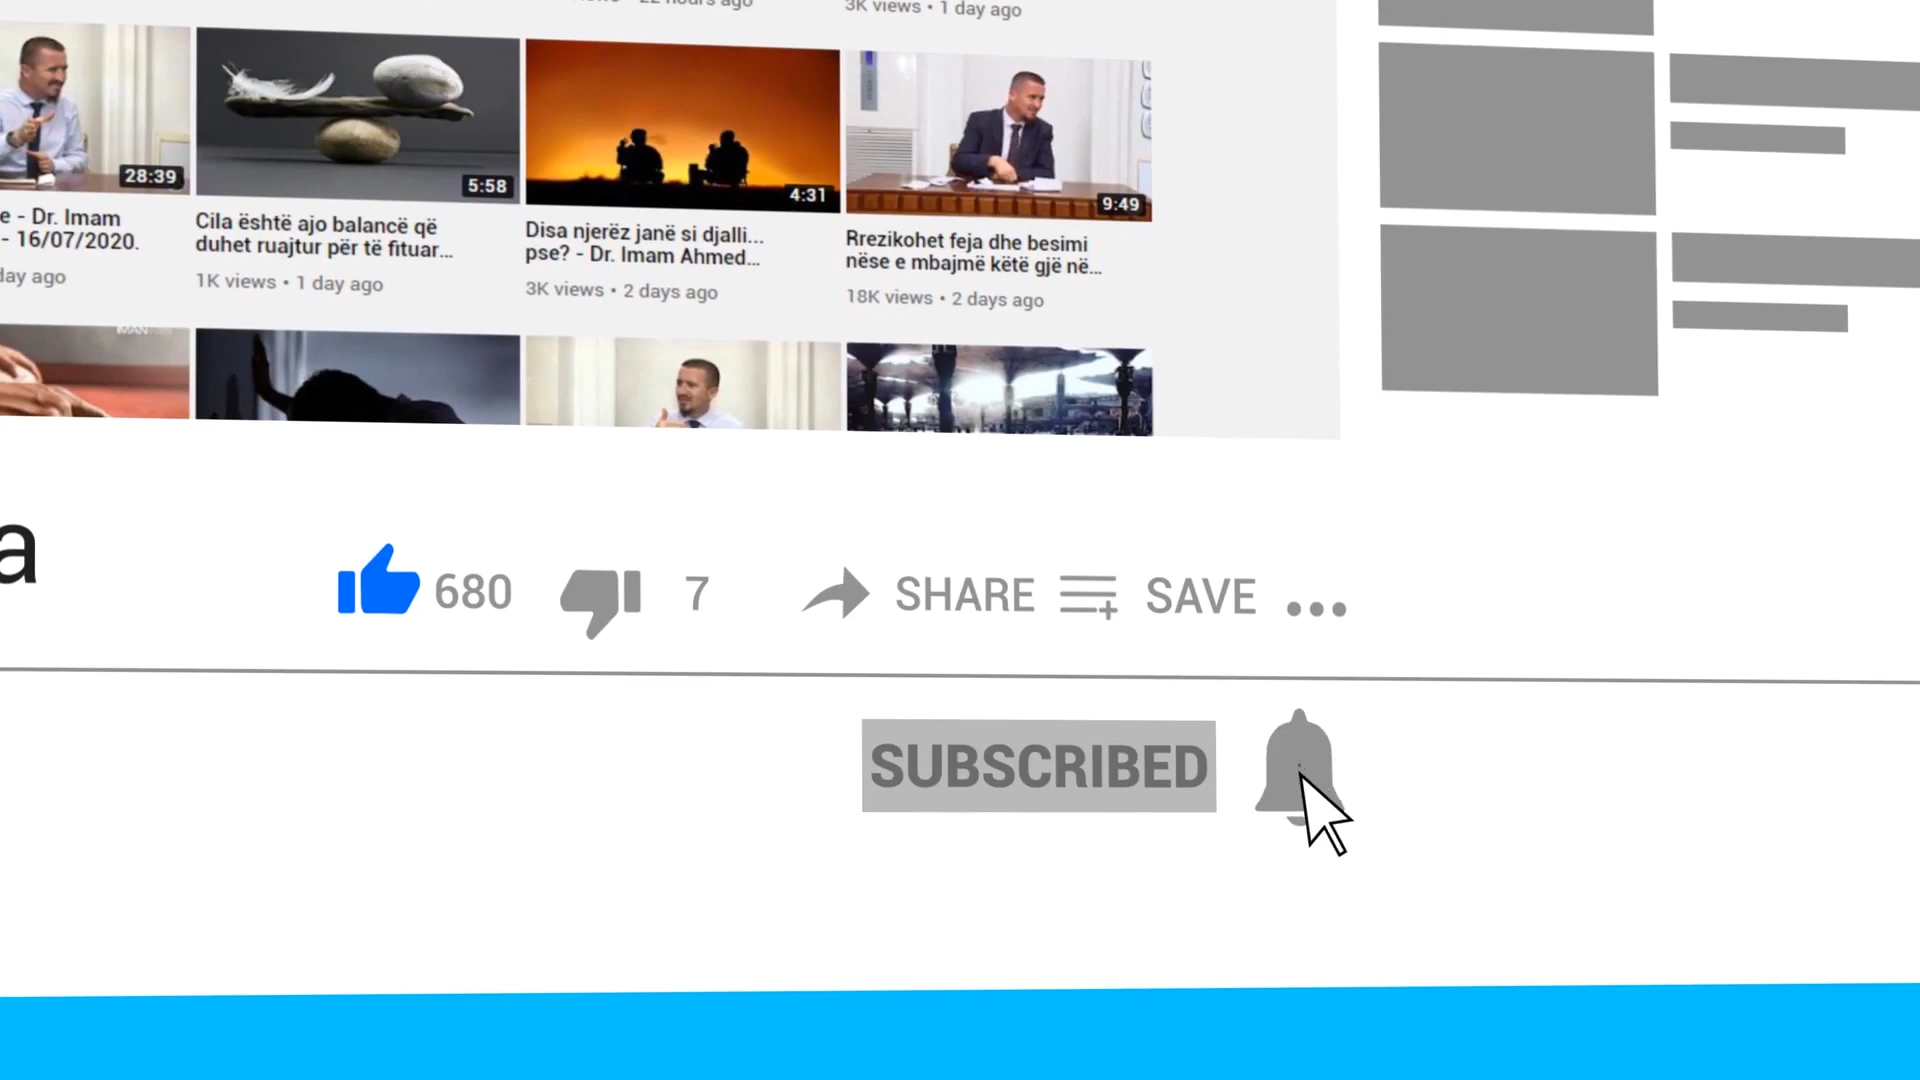 22 hours ago
3K views • 1 day ago
28:39
5:58
4:31
9:49
e - Dr. Imam
- 16/07/2020.
day ago
Cila është ajo balancë që
duhet ruajtur për të fituar...
1K views • 1 day ago
Disa njerëz janë si djalli...
pse? - Dr. Imam Ahmed...
3K views • 2 days ago
Rrezikohet feja dhe besimi
nëse e mbajmë këtë gjë në...
18K views • 2 days ago
a
680
7
SHARE
SAVE
SUBSCRIBED